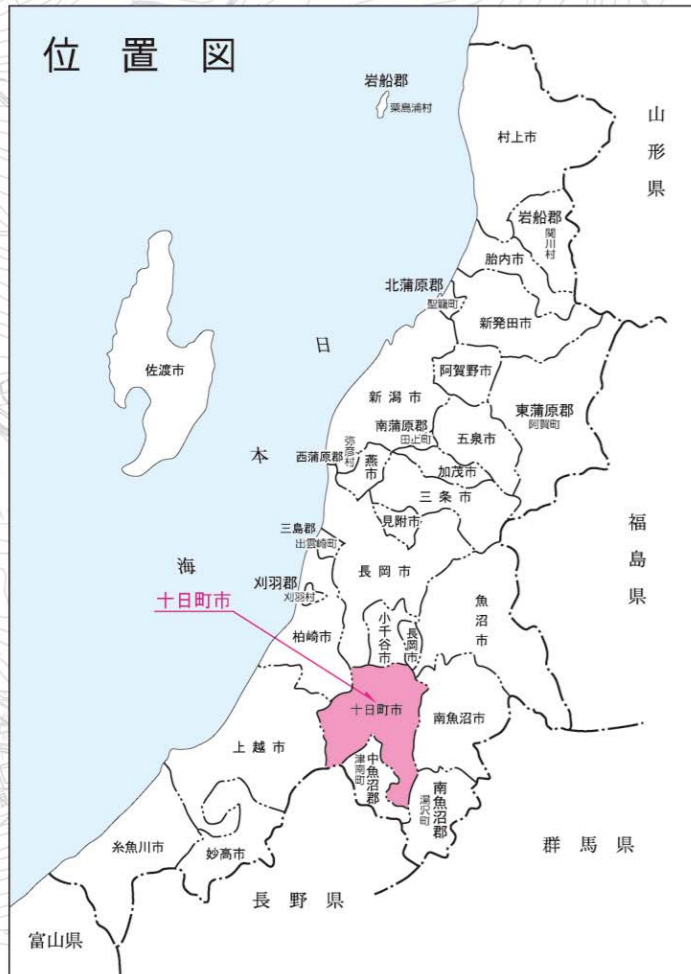 位置図
岩船郡
粟島浦村
村上市
山形県
岩船郡
関川村
胎内市
北蒲原郡
聖籠町
新発田市
佐渡市
日本海
阿賀野市
新潟市
東蒲原郡
阿賀町
南蒲原郡
田上町
五泉市
西蒲原郡
弥彦村
燕市
加茂市
三条市
見附市
三島郡
出雲崎町
福島県
長岡市
刈羽郡
刈羽村
十日町市
魚沼市
小千谷市
長岡市
柏崎市
十日町市
南魚沼市
上越市
中魚沼郡
津南町
南魚沼郡
湯沢町
群馬県
糸魚川市
妙高市
長野県
富山県